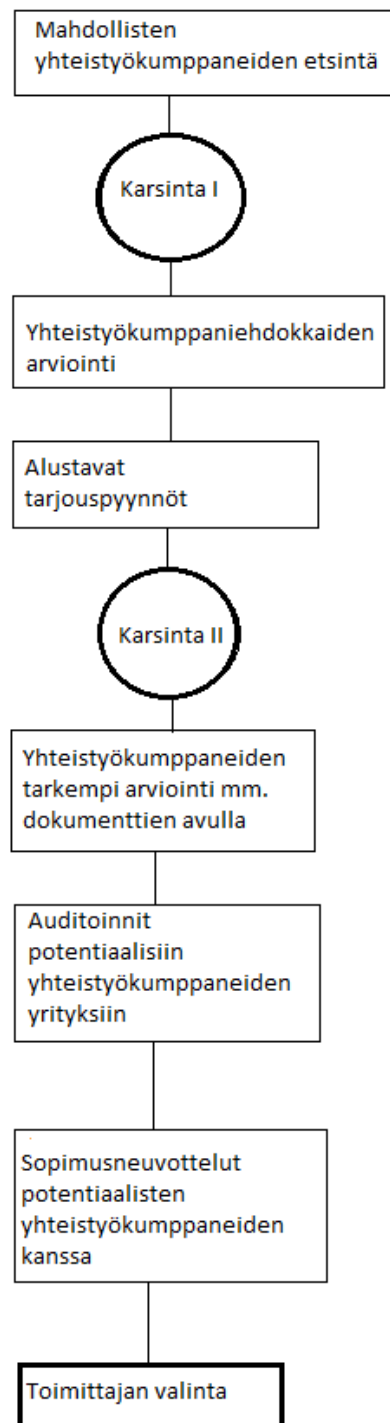 Mahdollisten
yhteistyökumppaneiden etsintä
Karsinta I
Yhteistyökumppaniehdokkaiden
arviointi
Alustavat
tarjouspyynnöt
Karsinta II
Yhteistyökumppaneiden
tarkempi arviointi mm.
dokumenttien avulla
Auditoinnit
potentiaalisiin
yhteistyökumppaneiden
yrityksiin
Sopimusneuvottelut
potentiaalisten
yhteistyökumppaneiden
kanssa
Toimittajan valinta